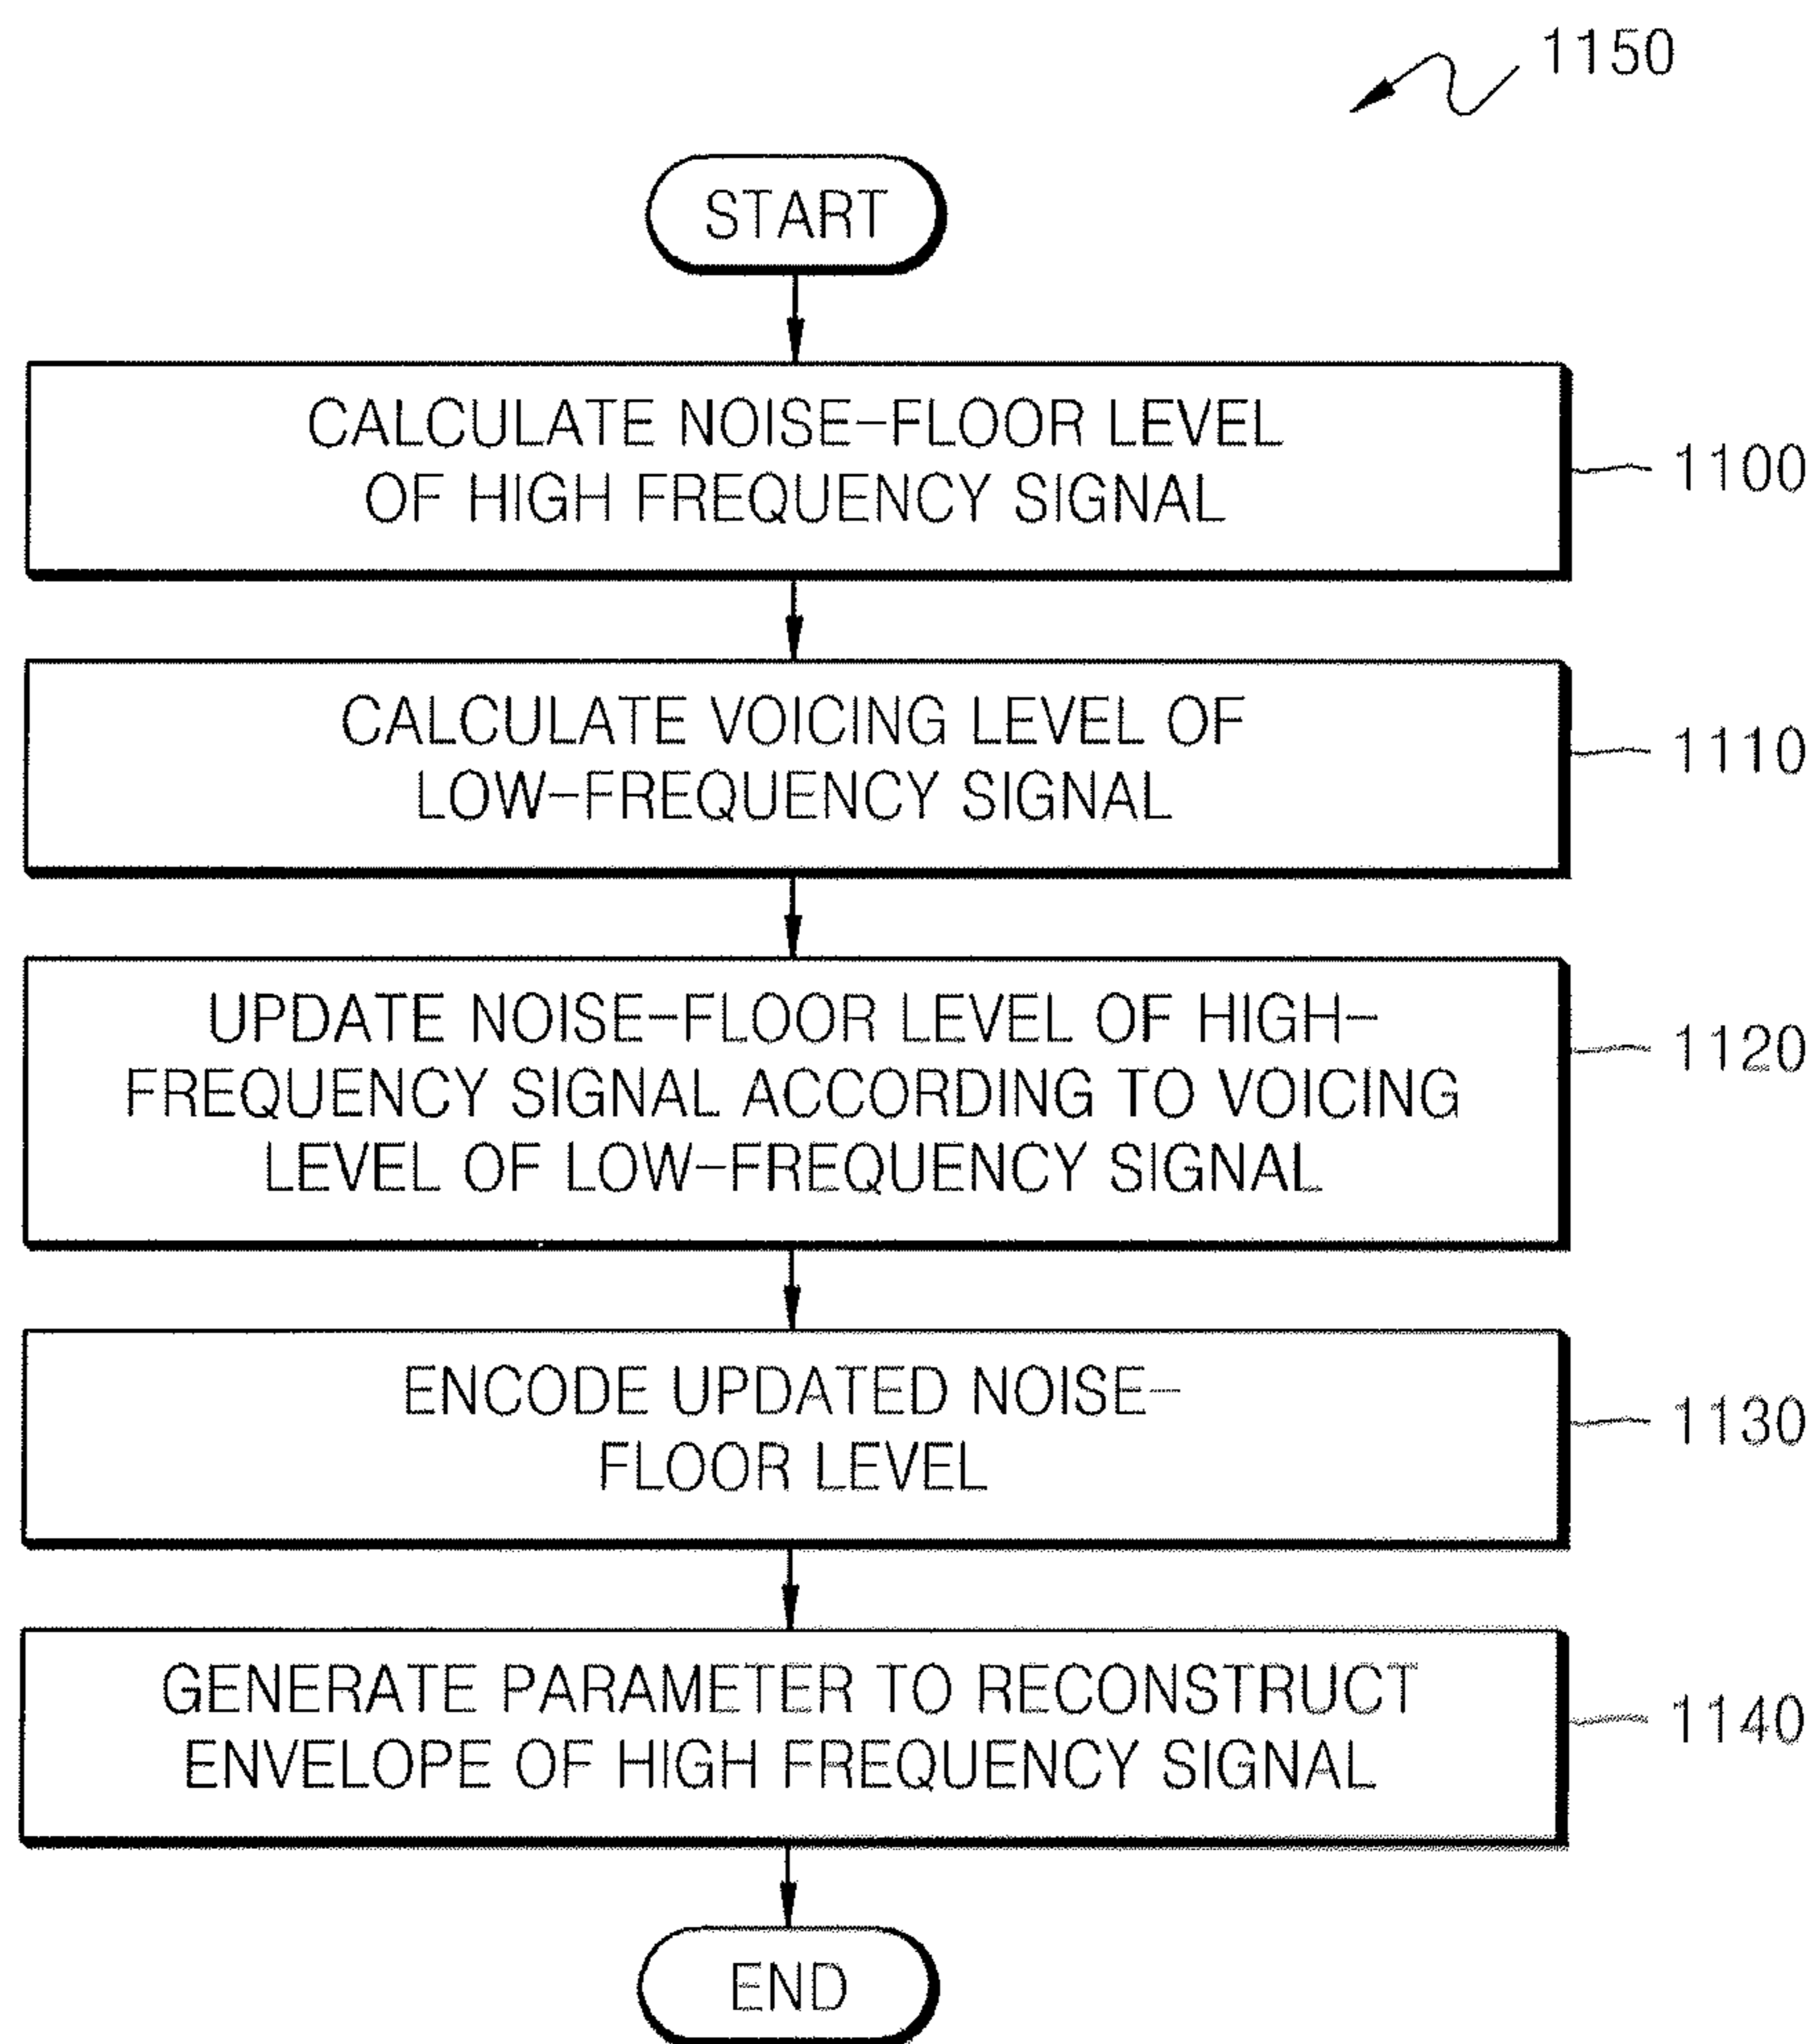 1150
START
CALCULATE NOISE-FLOOR LEVEL
OF HIGH FREQUENCY SIGNAL
1100
CALCULATE VOICING LEVEL OF
LOW-FREQUENCY SIGNAL
1110
UPDATE NOISE-FLOOR LEVEL OF HIGH-
FREQUENCY SIGNAL ACCORDING TO VOICING
LEVEL OF LOW-FREQUENCY SIGNAL
1120
ENCODE UPDATED NOISE-
FLOOR LEVEL
1130
GENERATE PARAMETER TO RECONSTRUCT
ENVELOPE OF HIGH FREQUENCY SIGNAL
1140
END